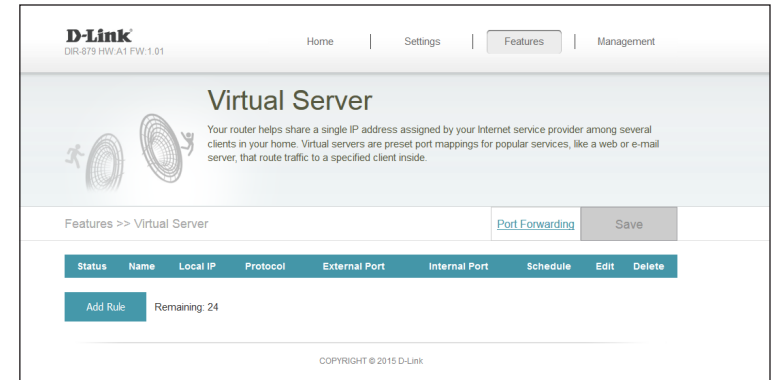 D-Link
DIR-879 HW:A1 FW:1.01
Home | Settings | Features | Management
Virtual Server
Your router helps share a single IP address assigned by your Internet service provider among several
clients in your home. Virtual servers are preset port mappings for popular services, like a web or e-mail
server, that route traffic to a specified client inside.
Features >> Virtual Server
Port Forwarding
Save
Status Name Local IP Protocol External Port Internal Port Schedule Edit Delete
Add Rule
Remaining: 24
COPYRIGHT © 2015 D-Link